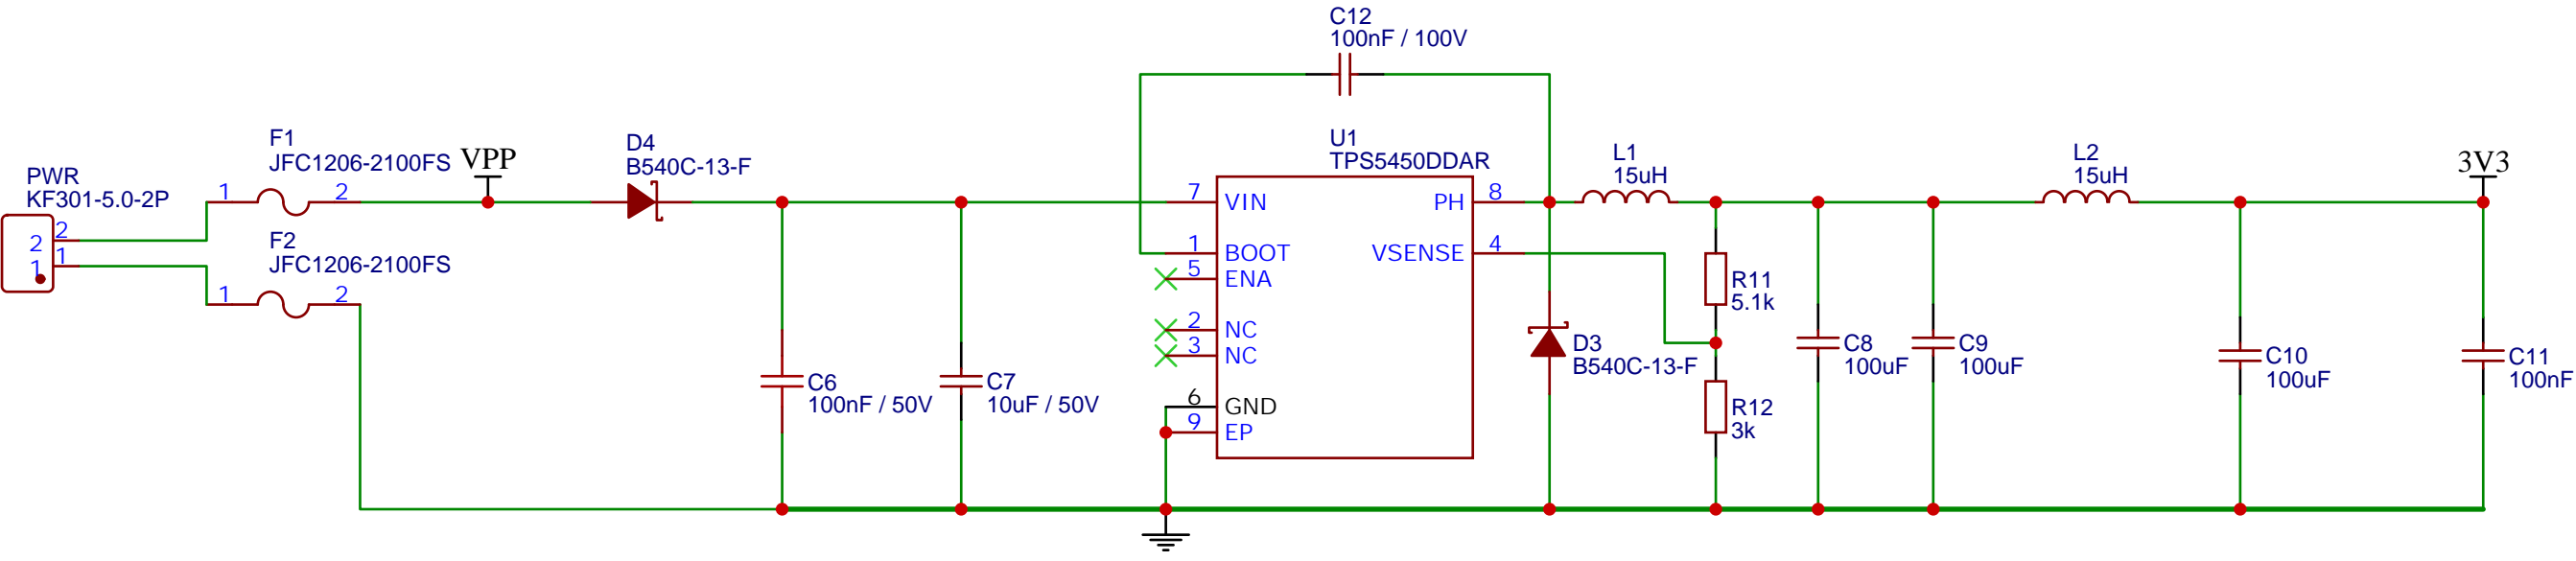 C12
100nF / 100V
F1
JFC1206-2100FS
VPP
D4
B540C-13-F
U1
TPS5450DDAR
L1
15uH
L2
15uH
3V3
PWR
KF301-5.0-2P
1
2
7
VIN
PH
8
2
2
1
1
F2
JFC1206-2100FS
1
2
1
BOOT
VSENSE
4
5
ENA
2
NC
3
NC
6
GND
9
EP
R11
5.1k
R12
3k
D3
B540C-13-F
C6
100nF / 50V
C7
10uF / 50V
C8
100uF
C9
100uF
C10
100uF
C11
100nF